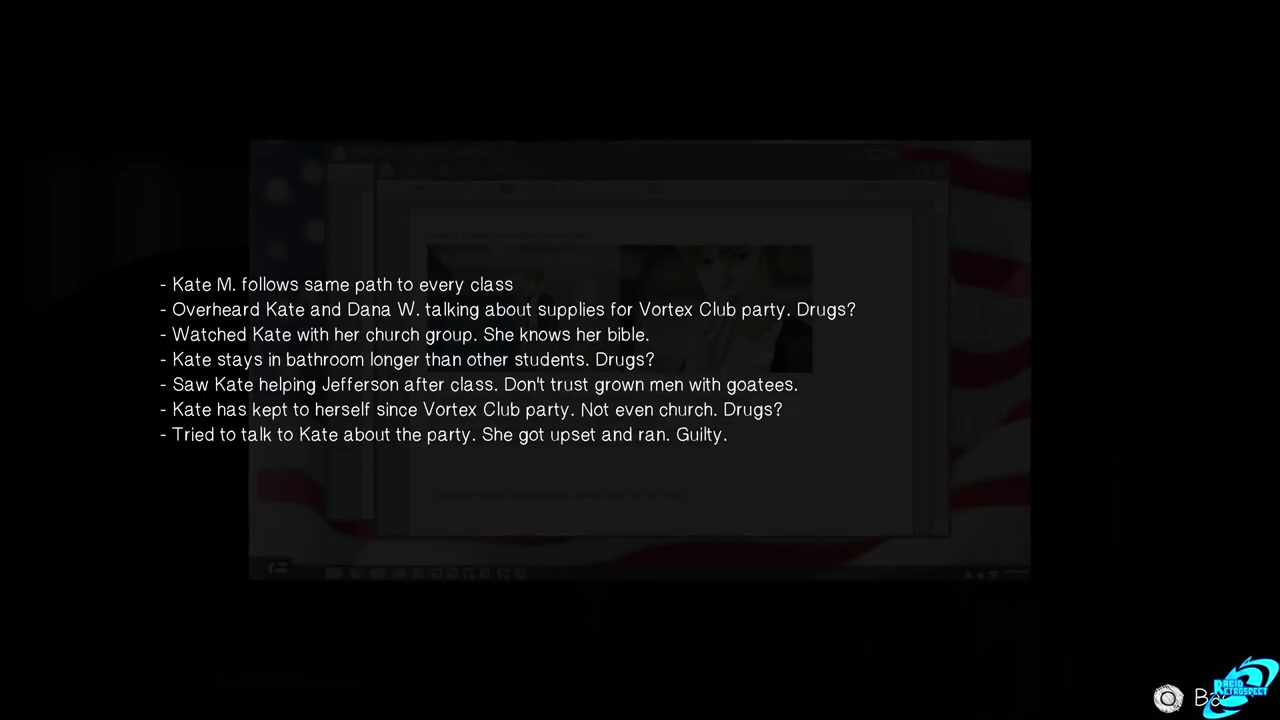 - Kate M. follows same path to every class
- Overheard Kate and Dana W. talking about supplies for Vortex Club party. Drugs?
- Watched Kate with her church group. She knows her bible.
- Kate stays in bathroom longer than other students. Drugs?
- Saw Kate helping Jefferson after class. Don't trust grown men with goatees.
- Kate has kept to herself since Vortex Club party. Not even church. Drugs?
- Tried to talk to Kate about the party. She got upset and ran. Guilty.
RETROSPECT